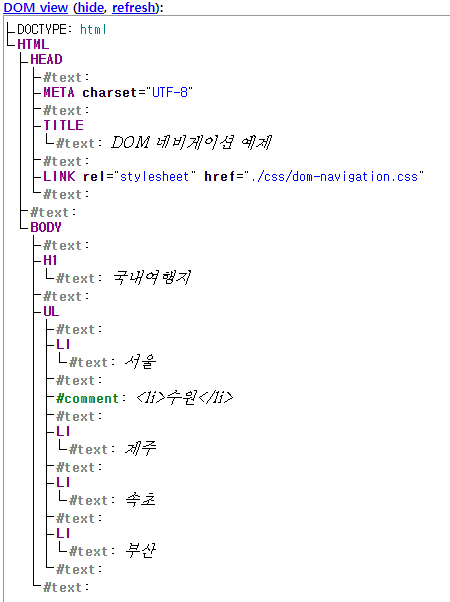 DOM view (hide, refresh):
DOCTYPE: html
HTML
HEAD
#text:
META charset="UTF-8"
#text:
TITLE
#text: DOM 네비게이션 예제
#text:
LINK rel="stylesheet" href="./css/dom-navigation.css"
#text:
#text:
BODY
#text:
H1
#text: 국내여행지
#text:
UL
#text:
LI
#text: 서울
#text:
#comment: <li>수원</li>
#text:
LI
#text: 제주
#text:
LI
#text: 속초
#text:
LI
#text: 부산
#text:
#text: